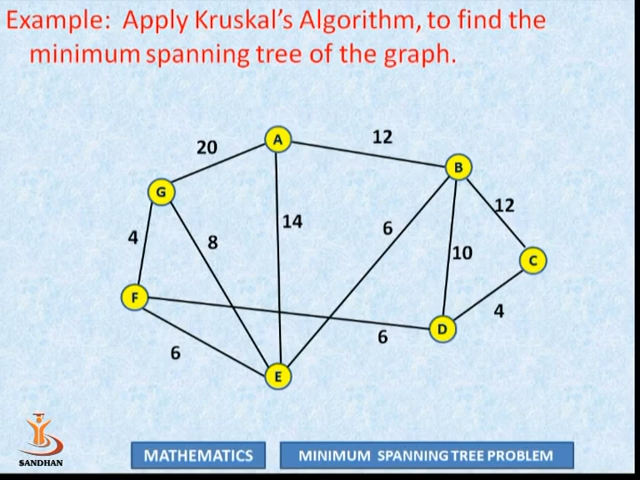 Example: Apply Kruskal's Algorithm, to find the
minimum spanning tree of the graph.
A
12
20
B
G
12
14
6
4
8
10
C
F
4
D
6
6
E
SANDHAN
MATHEMATICS
MINIMUM SPANNING TREE PROBLEM